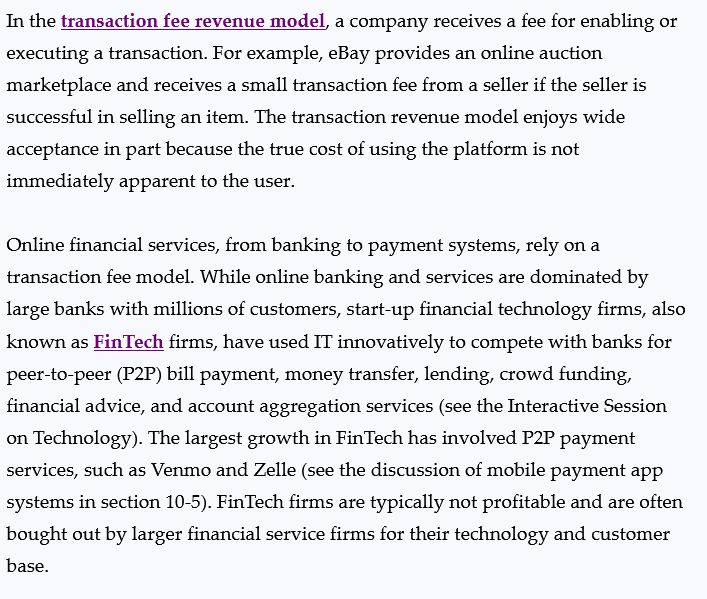 In the transaction fee revenue model, a company receives a fee for enabling or
executing a transaction. For example, eBay provides an online auction
marketplace and receives a small transaction fee from a seller if the seller is
successful in selling an item. The transaction revenue model enjoys wide
acceptance in part because the true cost of using the platform is not
immediately apparent to the user.
Online financial services, from banking to payment systems, rely on a
transaction fee model. While online banking and services are dominated by
large banks with millions of customers, start-up financial technology firms, also
known as FinTech firms, have used IT innovatively to compete with banks for
peer-to-peer (P2P) bill payment, money transfer, lending, crowd funding,
financial advice, and account aggregation services (see the Interactive Session
on Technology). The largest growth in FinTech has involved P2P payment
services, such as Venmo and Zelle (see the discussion of mobile payment app
systems in section 10-5). FinTech firms are typically not profitable and are often
bought out by larger financial service firms for their technology and customer
base.